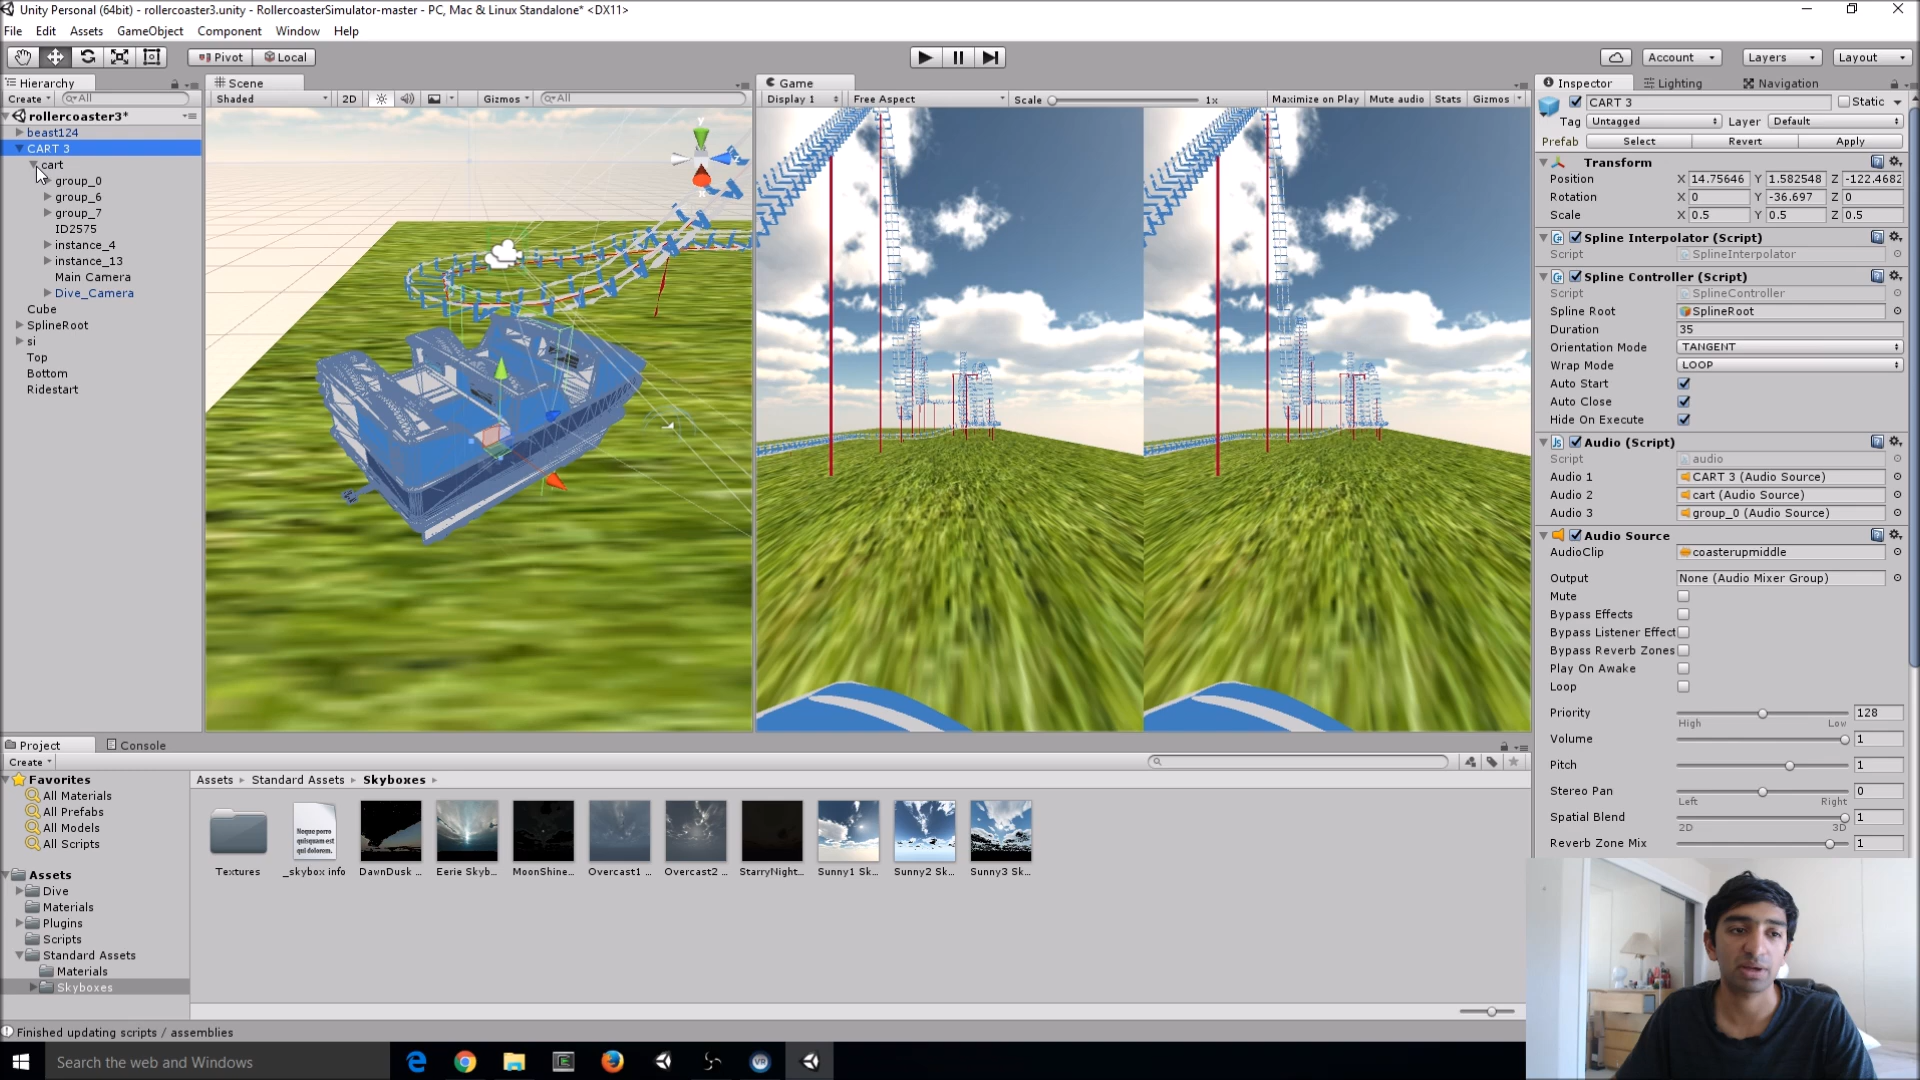 Unity Personal (64bit) - rollercoaster3.unity - RollercoasterSimulator-master - PC, Mac & Linux Standalone* <DX11>
File Edit Assets GameObject Component Window Help
Pivot Local Account Layers Layout
Hierarchy
Create All
rollercoaster3*
beast124
CART 3
cart
group_0
group_6
group_7
ID2575
instance_4
instance_13
Main Camera
Dive_Camera
Cube
SplineRoot
si
Top
Bottom
Ridestart
Scene
Shaded 2D Gizmos All
y
Game
Display 1 Free Aspect Scale 1x Maximize on Play Mute audio Stats Gizmos
Inspector Lighting Navigation
CART 3 Static
Tag Untagged Layer Default
Prefab Select Revert Apply
Transform
Position X 14.75646 Y 1.582548 Z -122.4682
Rotation X 0 Y -36.697 Z 0
Scale X 0.5 Y 0.5 Z 0.5
Spline Interpolator (Script)
Script SplineInterpolator
Spline Controller (Script)
Script SplineController
Spline Root SplineRoot
Duration 35
Orientation Mode TANGENT
Wrap Mode LOOP
Auto Start
Auto Close
Hide On Execute
Audio (Script)
Script audio
Audio 1 CART 3 (Audio Source)
Audio 2 cart (Audio Source)
Audio 3 group_0 (Audio Source)
Audio Source
AudioClip coasterupmiddle
Output None (Audio Mixer Group)
Mute
Bypass Effects
Bypass Listener Effect
Bypass Reverb Zones
Play On Awake
Loop
Priority 128
High Low
Volume 1
Pitch 1
Stereo Pan 0
Left Right
Spatial Blend 1
2D 3D
Reverb Zone Mix 1
Project Console
Create
Favorites
All Materials
All Prefabs
All Models
All Scripts
Assets
Dive
Materials
Plugins
Scripts
Standard Assets
Materials
Skyboxes
Assets Standard Assets Skyboxes
Neque porro
quisquam est
qui dolorem.
Textures _skybox info DawnDusk ... Eerie Skyb... MoonShine... Overcast1 ... Overcast2 ... StarryNight... Sunny1 Sk... Sunny2 Sk... Sunny3 Sk...
Finished updating scripts / assemblies
Search the web and Windows
VR